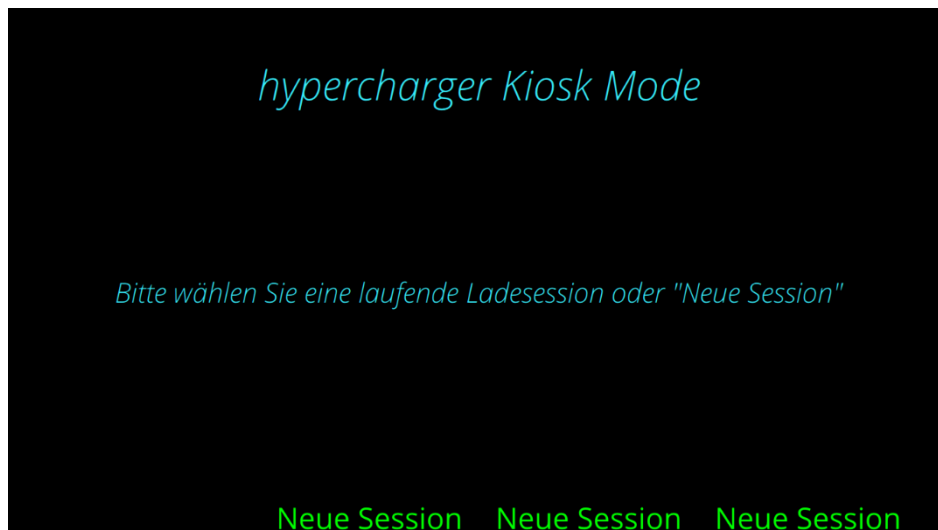 hypercharger Kiosk Mode
Bitte wählen Sie eine laufende Ladesession oder "Neue Session"
Neue Session Neue Session Neue Session